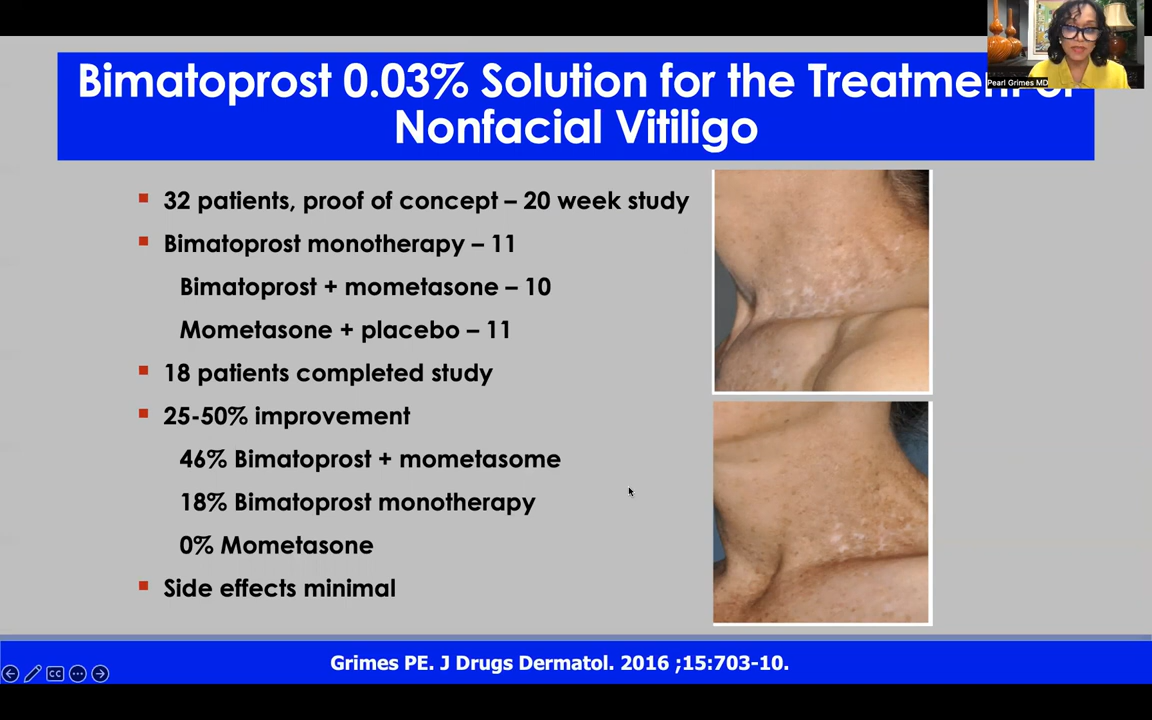 Bimatoprost 0.03% Solution for the Treatment of
Nonfacial Vitiligo
Pearl Grimes MD
32 patients, proof of concept – 20 week study
Bimatoprost monotherapy – 11
Bimatoprost + mometasone – 10
Mometasone + placebo – 11
18 patients completed study
25-50% improvement
46% Bimatoprost + mometasome
18% Bimatoprost monotherapy
0% Mometasone
Side effects minimal
Grimes PE. J Drugs Dermatol. 2016 ;15:703-10.
CC